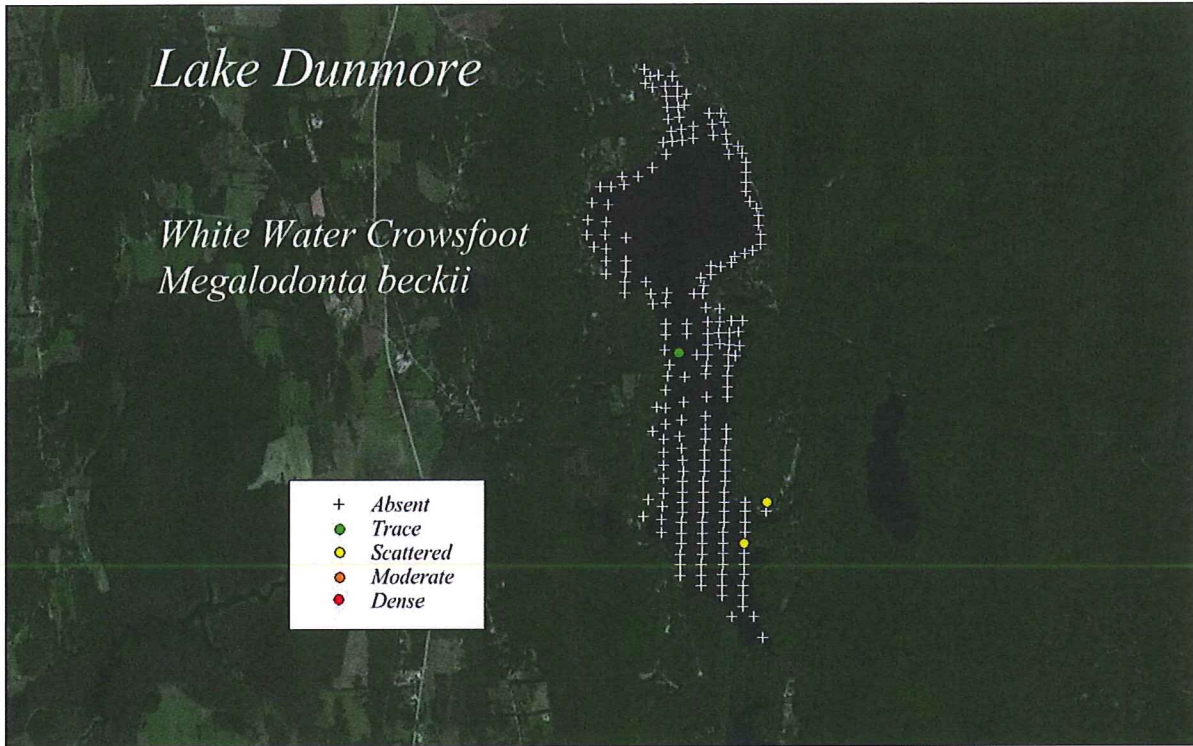 Lake Dunmore
White Water Crowsfoot
Megalodonta beckii
Absent
Trace
Scattered
Moderate
Dense